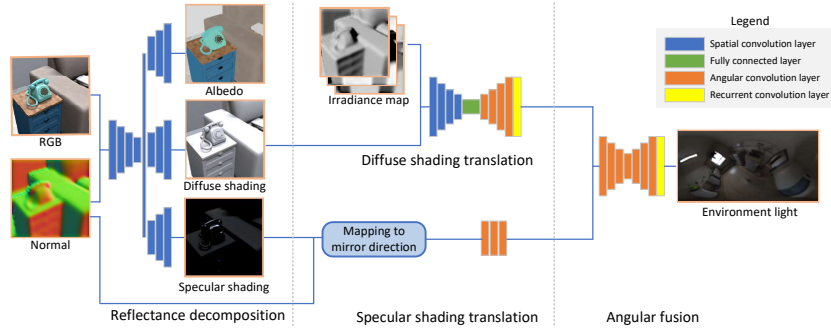 Legend
Spatial convolution layer
Fully connected layer
Angular convolution layer
Recurrent convolution layer
Albedo
Irradiance map
RGB
Diffuse shading
Diffuse shading translation
Environment light
Normal
Mapping to
mirror direction
Specular shading
Reflectance decomposition
Specular shading translation
Angular fusion